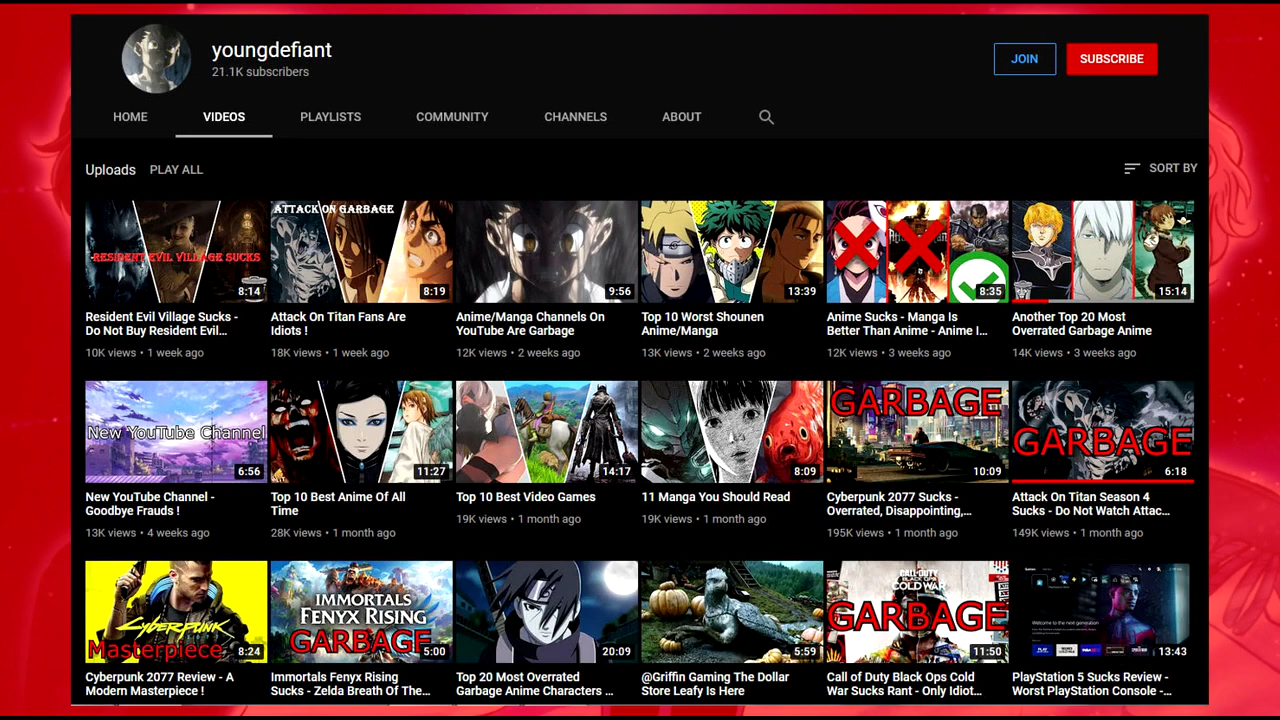 youngdefiant
21.1K subscribers
JOIN
SUBSCRIBE
HOME
VIDEOS
PLAYLISTS
COMMUNITY
CHANNELS
ABOUT
Uploads
PLAY ALL
SORT BY
RESIDENT EVIL VILLAGE SUCKS
8:14
ATTACK ON GARBAGE
8:19
9:56
13:39
8:35
15:14
Resident Evil Village Sucks -
Do Not Buy Resident Evil...
10K views • 1 week ago
Attack On Titan Fans Are
Idiots !
18K views • 1 week ago
Anime/Manga Channels On
YouTube Are Garbage
12K views • 2 weeks ago
Top 10 Worst Shounen
Anime/Manga
13K views • 2 weeks ago
Anime Sucks - Manga Is
Better Than Anime - Anime I...
12K views • 3 weeks ago
Another Top 20 Most
Overrated Garbage Anime
14K views • 3 weeks ago
New YouTube Channel
6:56
11:27
14:17
8:09
GARBAGE
10:09
GARBAGE
6:18
New YouTube Channel -
Goodbye Frauds !
13K views • 4 weeks ago
Top 10 Best Anime Of All
Time
28K views • 1 month ago
Top 10 Best Video Games
19K views • 1 month ago
11 Manga You Should Read
19K views • 1 month ago
Cyberpunk 2077 Sucks -
Overrated, Disappointing,...
195K views • 1 month ago
Attack On Titan Season 4
Sucks - Do Not Watch Attac...
149K views • 1 month ago
CYBERPUNK
Masterpiece
8:24
IMMORTALS
FENYX RISING
GARBAGE
5:00
20:09
5:59
CALL OF DUTY
BLACK OPS
COLD WAR
GARBAGE
11:50
Welcome to the next generation
13:43
Cyberpunk 2077 Review - A
Modern Masterpiece !
Immortals Fenyx Rising
Sucks - Zelda Breath Of The...
Top 20 Most Overrated
Garbage Anime Characters ...
@Griffin Gaming The Dollar
Store Leafy Is Here
Call of Duty Black Ops Cold
War Sucks Rant - Only Idiot...
PlayStation 5 Sucks Review -
Worst PlayStation Console -...